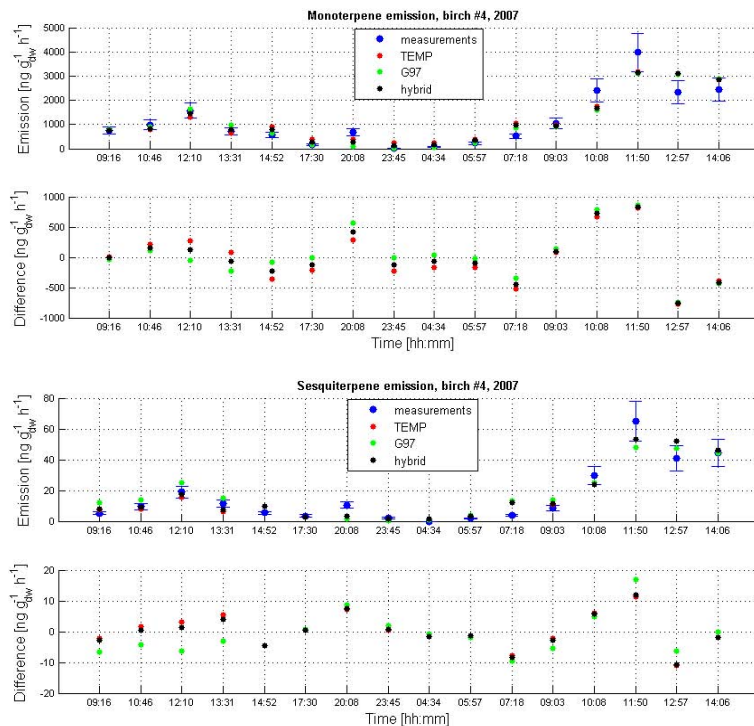 Monoterpene emission, birch #4, 2007
Emission [ng g⁻¹dw h⁻¹]
5000
4000
3000
2000
1000
0
measurements
TEMP
G97
hybrid
09:16 10:46 12:10 13:31 14:52 17:30 20:08 23:45 04:34 05:57 07:18 09:03 10:08 11:50 12:57 14:06
Difference [ng g⁻¹dw h⁻¹]
1000
500
0
-500
-1000
09:16 10:46 12:10 13:31 14:52 17:30 20:08 23:45 04:34 05:57 07:18 09:03 10:08 11:50 12:57 14:06
Time [hh:mm]
Sesquiterpene emission, birch #4, 2007
Emission [ng g⁻¹dw h⁻¹]
80
60
40
20
0
measurements
TEMP
G97
hybrid
09:16 10:46 12:10 13:31 14:52 17:30 20:08 23:45 04:34 05:57 07:18 09:03 10:08 11:50 12:57 14:06
Difference [ng g⁻¹dw h⁻¹]
20
10
0
-10
-20
09:16 10:46 12:10 13:31 14:52 17:30 20:08 23:45 04:34 05:57 07:18 09:03 10:08 11:50 12:57 14:06
Time [hh:mm]